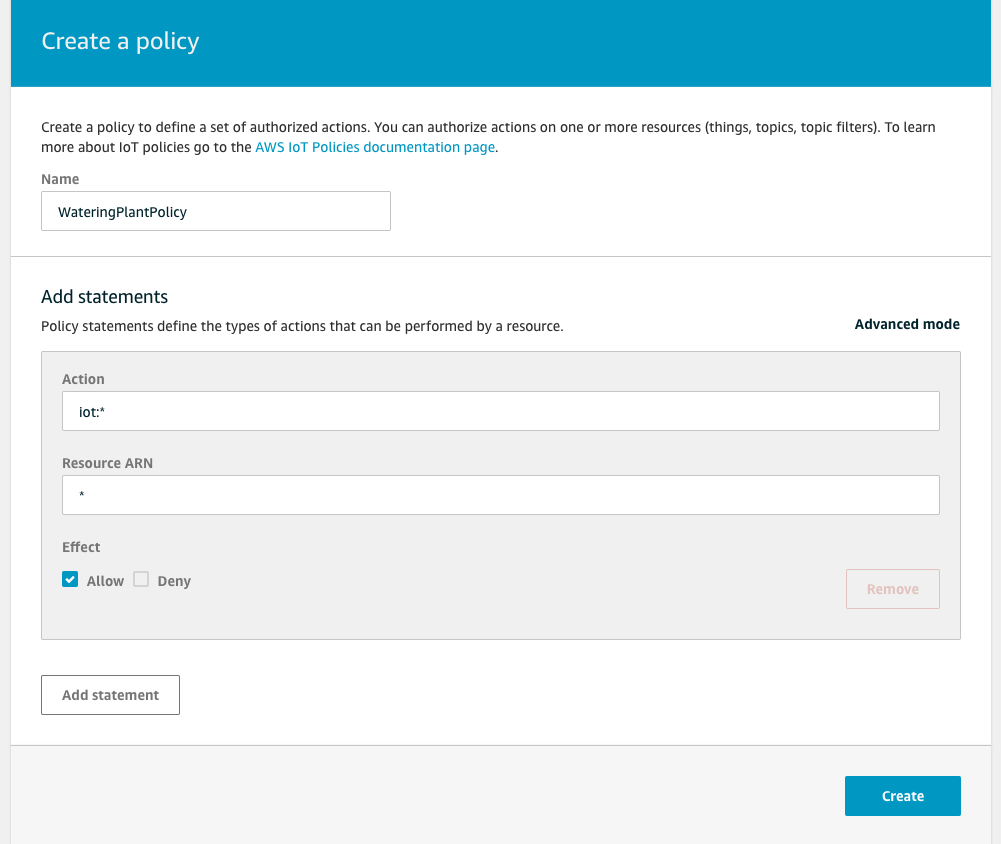 Create a policy
Create a policy to define a set of authorized actions. You can authorize actions on one or more resources (things, topics, topic filters). To learn
more about IoT policies go to the AWS IoT Policies documentation page.
Name
WateringPlantPolicy
Add statements
Policy statements define the types of actions that can be performed by a resource.
Advanced mode
Action
iot:*
Resource ARN
*
Effect
Allow Deny
Remove
Add statement
Create